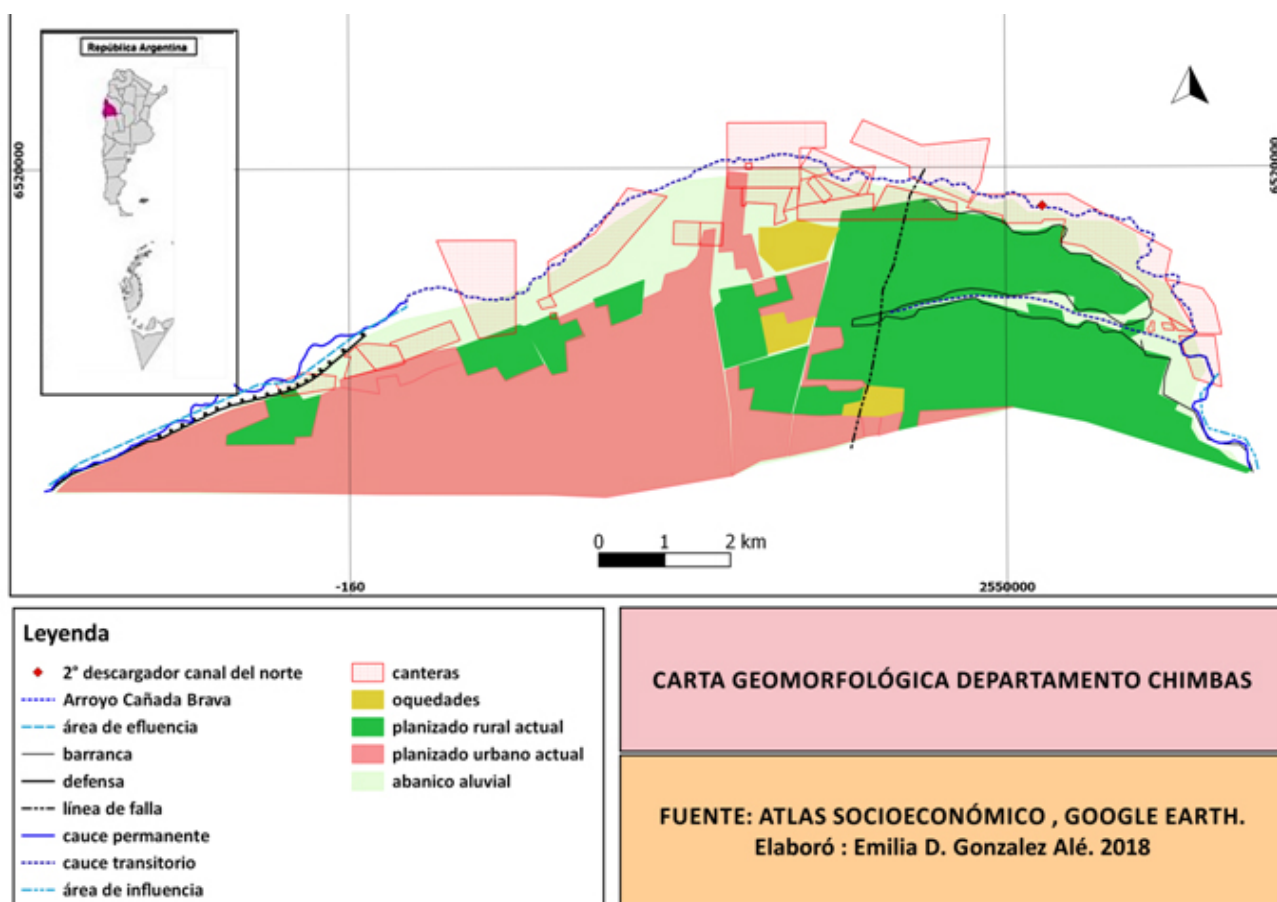 República Argentina
6520000
6520000
0 1 2 km
-160
2550000
Leyenda
2° descargador canal del norte
Arroyo Cañada Brava
área de efluencia
barranca
defensa
línea de falla
cauce permanente
cauce transitorio
área de influencia
canteras
oquedades
planizado rural actual
planizado urbano actual
abanico aluvial
CARTA GEOMORFOLÓGICA DEPARTAMENTO CHIMBAS
FUENTE: ATLAS SOCIOECONÓMICO , GOOGLE EARTH.
Elaboró : Emilia D. Gonzalez Alé. 2018